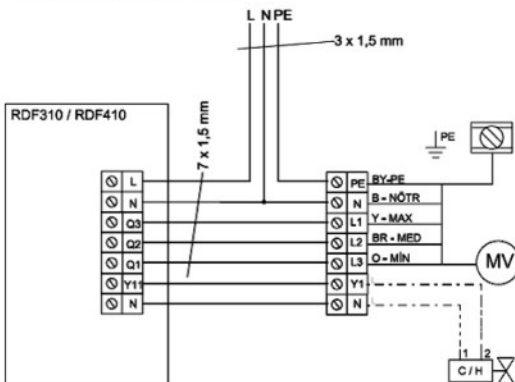 L N PE
3 x 1,5 mm
RDF310 / RDF410
7 x 1,5 mm
PE
L PE BY-PE
N N B - NÖTR
Q3 L1 Y - MAX
Q2 L2 BR - MED
Q1 L3 O - MİN
MV
Y11 Y1
N N
1 2
C / H